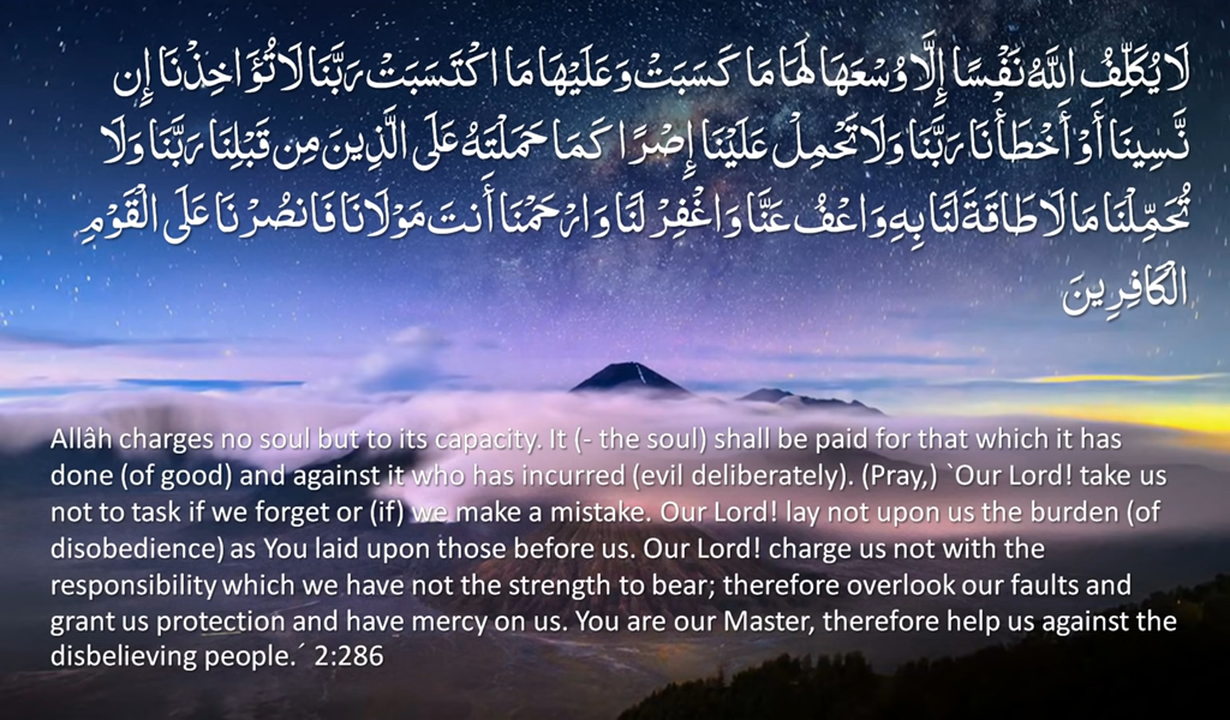 لَا يُكَلِّفُ اللَّهُ نَفْسًا إِلَّا وُسْعَهَا لَهَا مَا كَسَبَتْ وَعَلَيْهَا مَا اكْتَسَبَتْ رَبَّنَا لَا تُؤَاخِذْنَا إِن
نَّسِينَا أَوْ أَخْطَأْنَا رَبَّنَا وَلَا تَحْمِلْ عَلَيْنَا إِصْرًا كَمَا حَمَلْتَهُ عَلَى الَّذِينَ مِن قَبْلِنَا رَبَّنَا وَلَا
تُحَمِّلْنَا مَا لَا طَاقَةَ لَنَا بِهِ وَاعْفُ عَنَّا وَاغْفِرْ لَنَا وَارْحَمْنَا أَنتَ مَوْلَانَا فَانصُرْنَا عَلَى الْقَوْمِ
الْكَافِرِينَ
Allâh charges no soul but to its capacity. It (- the soul) shall be paid for that which it has
done (of good) and against it who has incurred (evil deliberately). (Pray,) `Our Lord! take us
not to task if we forget or (if) we make a mistake. Our Lord! lay not upon us the burden (of
disobedience) as You laid upon those before us. Our Lord! charge us not with the
responsibility which we have not the strength to bear; therefore overlook our faults and
grant us protection and have mercy on us. You are our Master, therefore help us against the
disbelieving people.´ 2:286